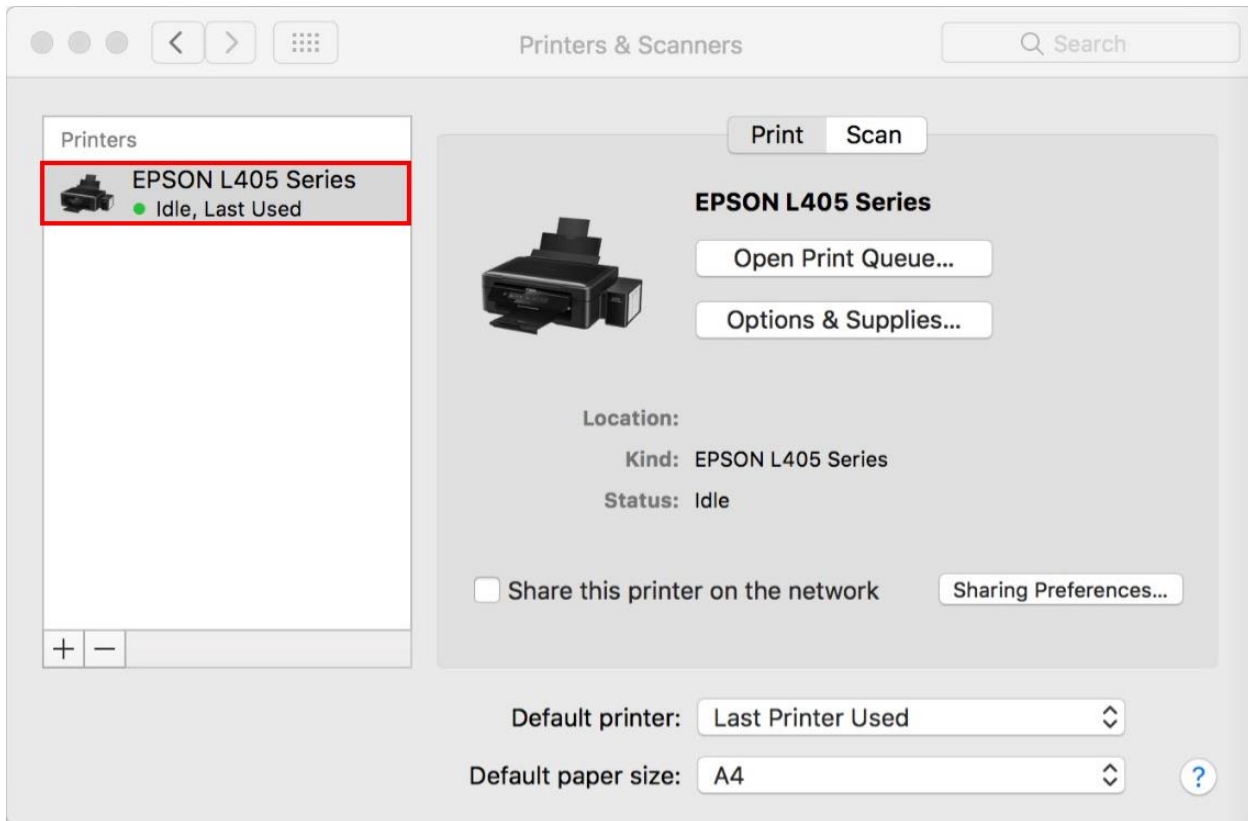 Printers & Scanners
Search
Printers
EPSON L405 Series
Idle, Last Used
Print Scan
EPSON L405 Series
Open Print Queue...
Options & Supplies...
Location:
Kind: EPSON L405 Series
Status: Idle
Share this printer on the network Sharing Preferences...
+ −
Default printer: Last Printer Used
Default paper size: A4
?